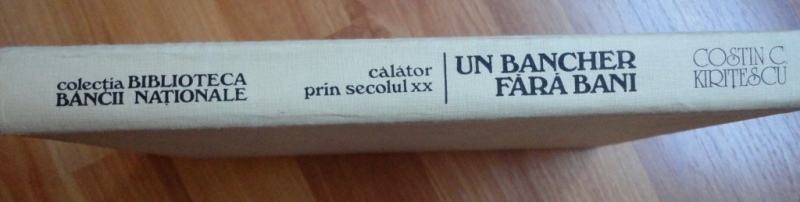 colecția BIBLIOTECA
BĂNCII NAȚIONALE
călător
prin secolul xx
UN BANCHER
FĂRĂ BANI
COSTIN C.
KIRIȚESCU